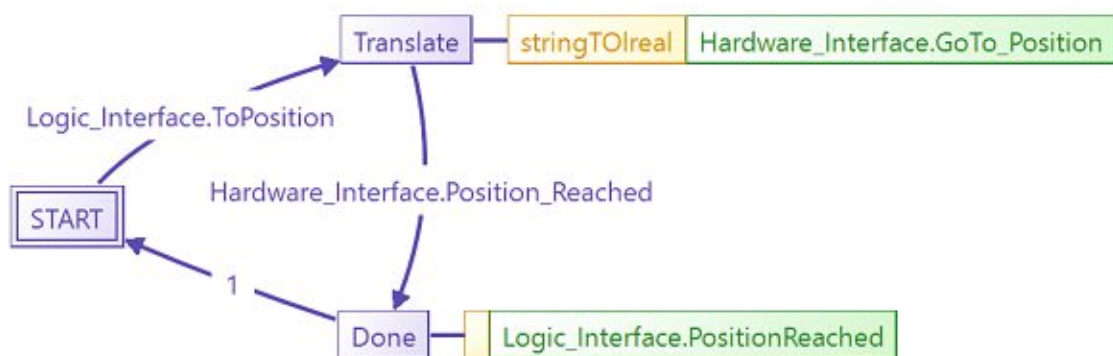 Translate
stringTOlreal
Hardware_Interface.GoTo_Position
Logic_Interface.ToPosition
Hardware_Interface.Position_Reached
START
1
Done
Logic_Interface.PositionReached